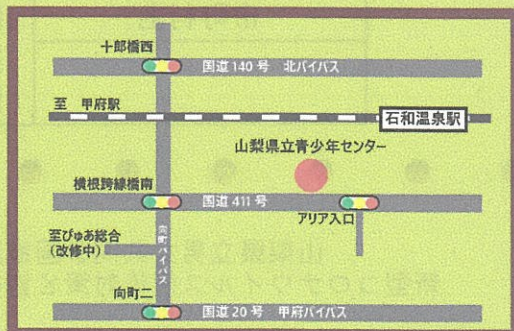 十郎橋西
国道140号 北バイパス
至 甲府駅
石和温泉駅
山梨県立青少年センター
横根跨線橋南
国道411号
アリア入口
至ぴゅあ総合
(改修中)
向町バイパス
向町二
国道20号 甲府バイパス